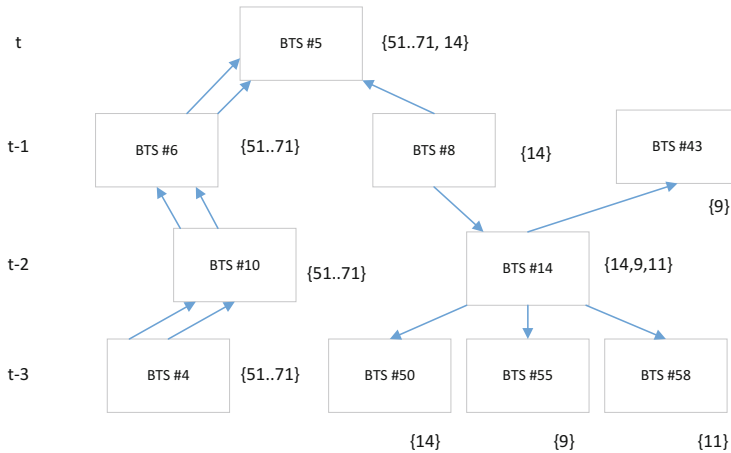 t
BTS #5
{51..71, 14}
t-1
BTS #6
{51..71}
BTS #8
{14}
BTS #43
{9}
t-2
BTS #10
{51..71}
BTS #14
{14,9,11}
t-3
BTS #4
{51..71}
BTS #50
BTS #55
BTS #58
{14}
{9}
{11}